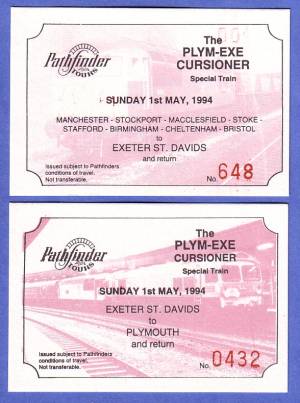 Pathfinder
TOURS
The
PLYM-EXE
CURSIONER
Special Train
SUNDAY 1st MAY, 1994
MANCHESTER - STOCKPORT - MACCLESFIELD - STOKE -
STAFFORD - BIRMINGHAM - CHELTENHAM - BRISTOL
to
EXETER ST. DAVIDS
and return
Issued subject to Pathfinders
conditions of travel.
Not transferable.
No. 648
Pathfinder
TOURS
The
PLYM-EXE
CURSIONER
Special Train
SUNDAY 1st MAY, 1994
EXETER ST. DAVIDS
to
PLYMOUTH
and return
Issued subject to Pathfinders
conditions of travel.
Not transferable.
No. 0432